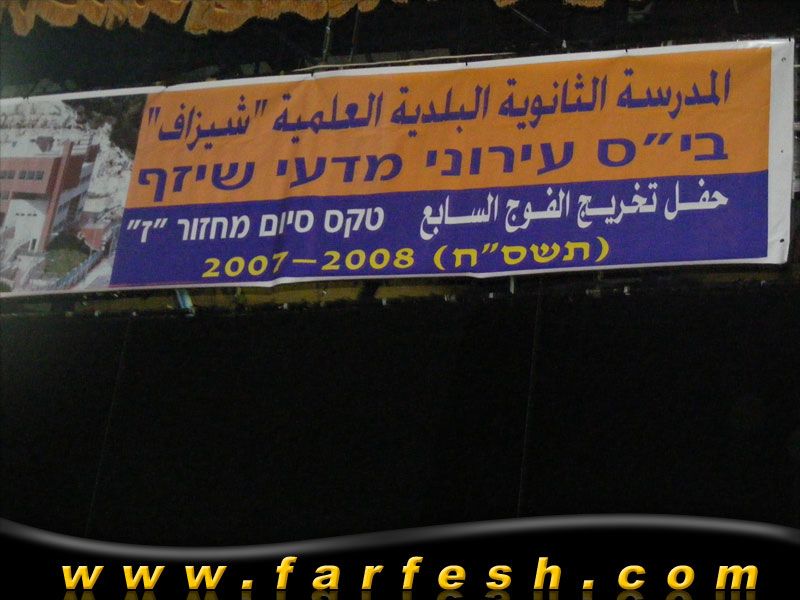 المدرسة الثانوية البلدية العلمية "شيزاف"
בי"ס עירוני מדעי שיזף
حفل تخريج الفوج السابع טקס סיום מחזור "ז"
(תשס"ח) 2007-2008
www.farfesh.com